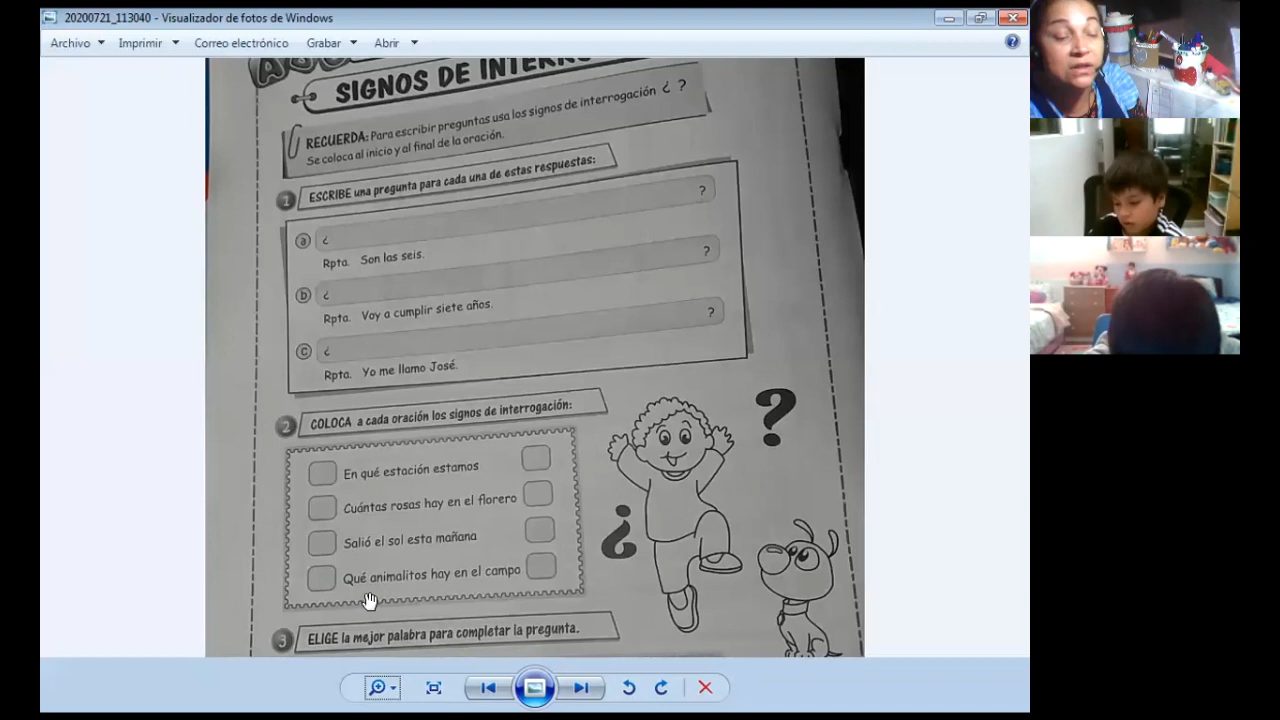 20200721_113040 - Visualizador de fotos de Windows
Archivo Imprimir Correo electrónico Grabar Abrir
SIGNOS DE
RECUERDA: Para escribir preguntas usa los signos de interrogación ¿ ?
Se coloca al inicio y al final de la oración.
1 ESCRIBE una pregunta para cada una de estas respuestas:
a ¿ ?
Rpta. Son las seis.
b ¿ ?
Rpta. Voy a cumplir siete años.
c ¿ ?
Rpta. Yo me llamo José.
2 COLOCA a cada oración los signos de interrogación:
En qué estación estamos
Cuántas rosas hay en el florero
Salió el sol esta mañana
Qué animalitos hay en el campo
?
¿
3 ELIGE la mejor palabra para completar la pregunta.